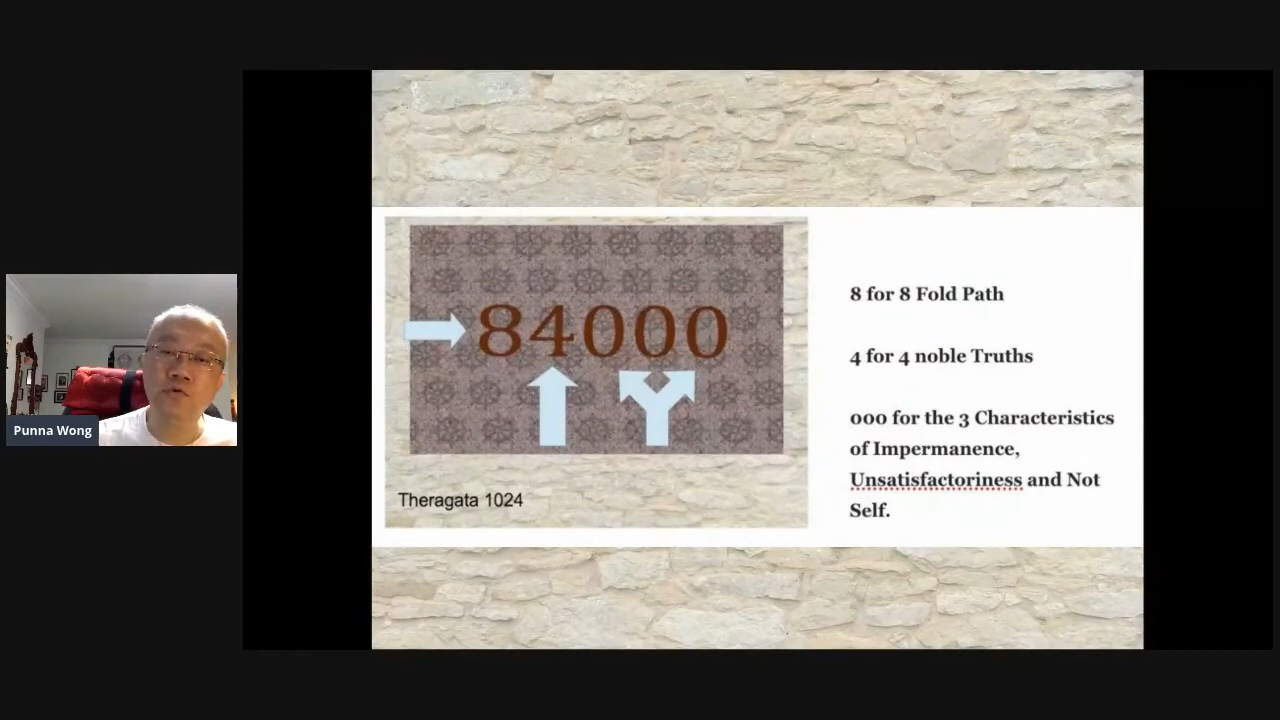 84000
Theragata 1024
8 for 8 Fold Path
4 for 4 noble Truths
000 for the 3 Characteristics
of Impermanence,
Unsatisfactoriness and Not
Self.
Punna Wong